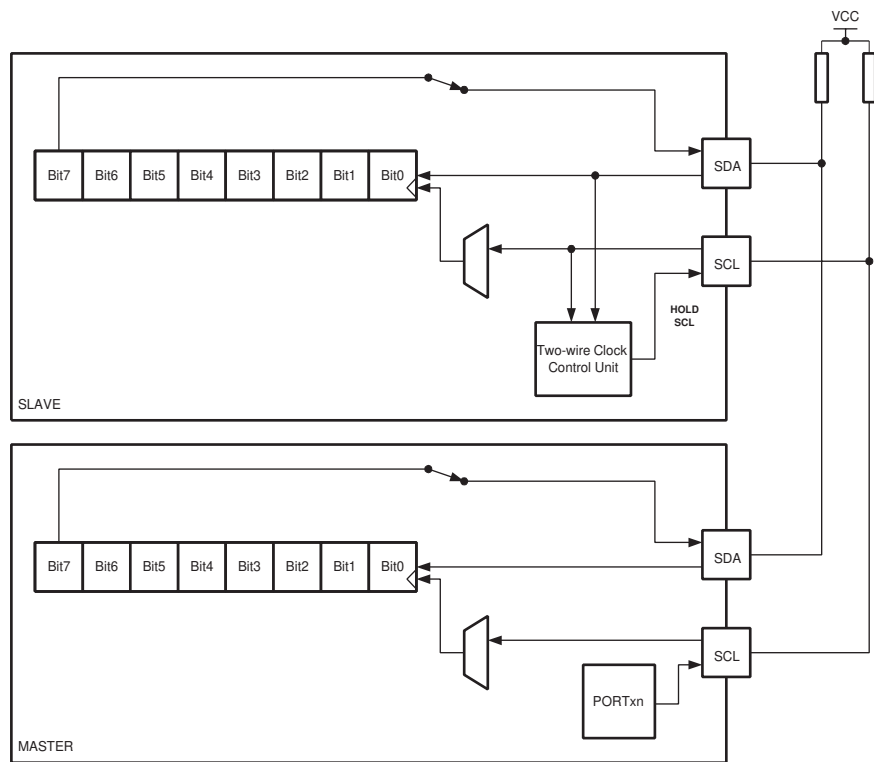 VCC
Bit7 Bit6 Bit5 Bit4 Bit3 Bit2 Bit1 Bit0
SDA
SCL
HOLD
SCL
Two-wire Clock
Control Unit
SLAVE
Bit7 Bit6 Bit5 Bit4 Bit3 Bit2 Bit1 Bit0
SDA
SCL
PORTxn
MASTER